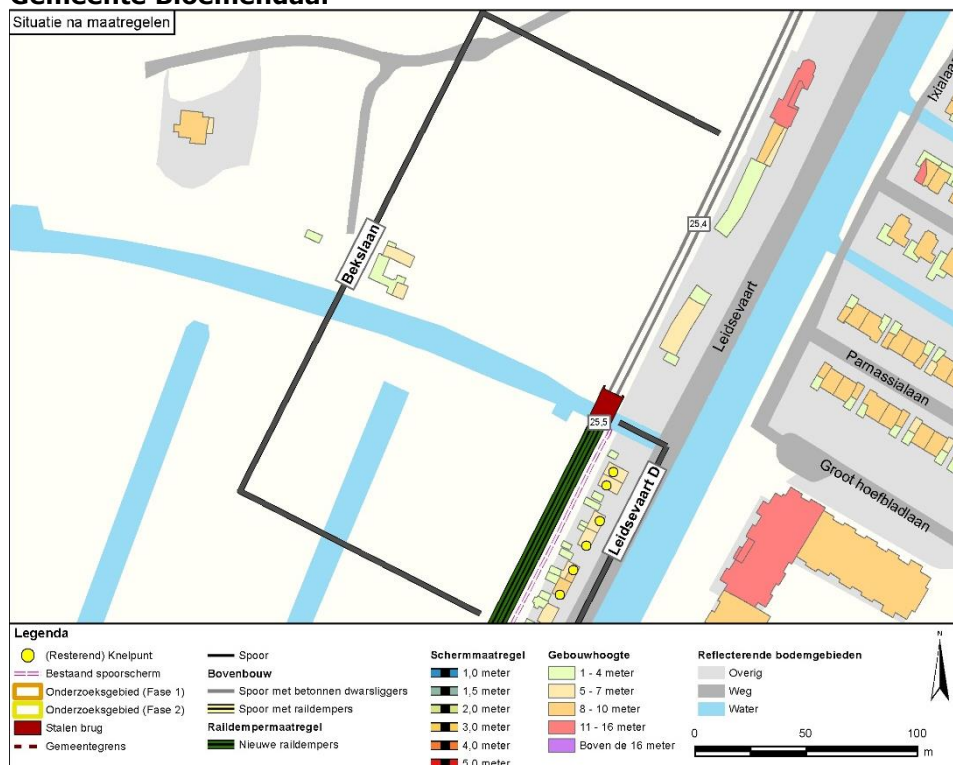 Gemeente Bloemendaal
Situatie na maatregelen
Ixialaan
25,4
Bekslaan
Leidsevaart
Parnassialaan
25,5
Groot hoefbladlaan
Leidsevaart D
Legenda
(Resterend) Knelpunt
Bestaand spoorscherm
Onderzoeksgebied (Fase 1)
Onderzoeksgebied (Fase 2)
Stalen brug
Gemeentegrens
Spoor
Bovenbouw
Spoor met betonnen dwarsliggers
Spoor met raildempers
Raildempermaatregel
Nieuwe raildempers
Schermmaatregel
1,0 meter
1,5 meter
2,0 meter
3,0 meter
4,0 meter
5,0 meter
Gebouwhoogte
1 - 4 meter
5 - 7 meter
8 - 10 meter
11 - 16 meter
Boven de 16 meter
Reflecterende bodemgebieden
Overig
Weg
Water
N
0 50 100
m